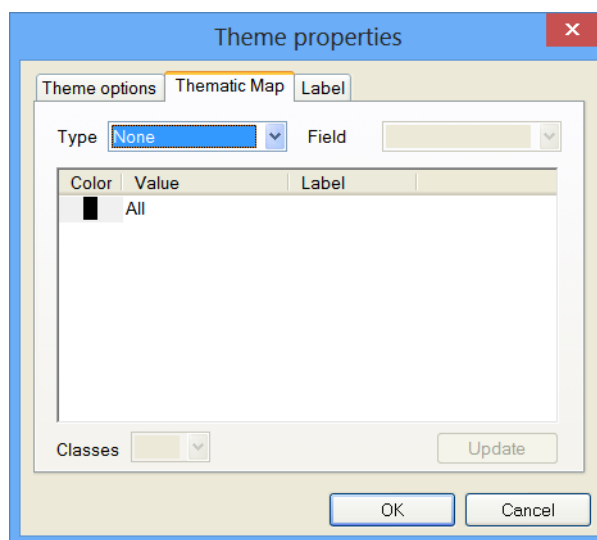 Theme properties
Theme options Thematic Map Label
Type None Field
Color Value Label
All
Classes Update
OK Cancel